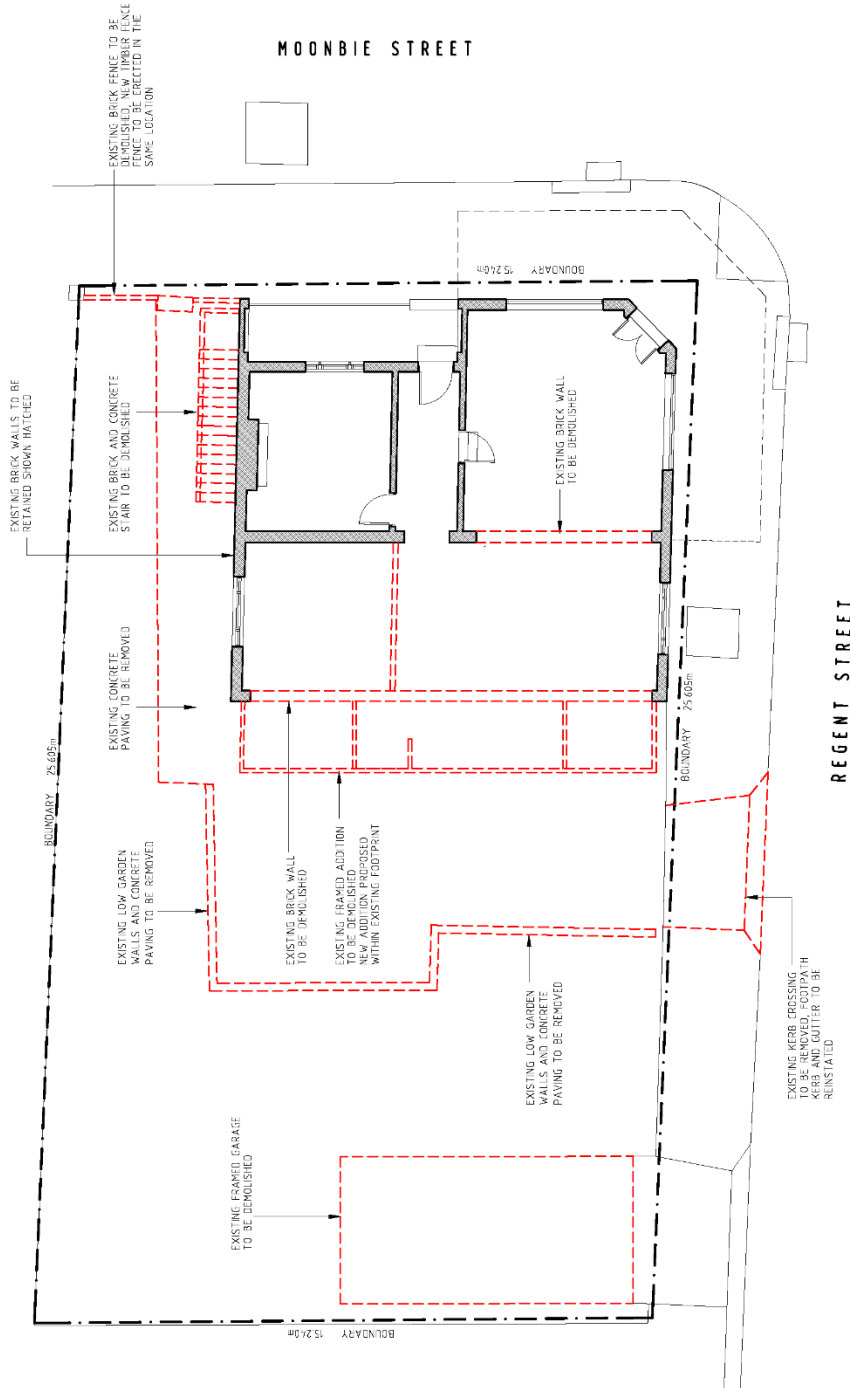 MOONBIE STREET
EXISTING BRICK FENCE TO BE
DEMOLISHED, NEW TIMBER FENCE
FENCE TO BE ERECTED IN THE
SAME LOCATION
EXISTING BRICK WALLS TO BE
RETAINED SHOWN HATCHED
EXISTING BRICK AND CONCRETE
STAIR TO BE DEMOLISHED
EXISTING CONCRETE
PAVING TO BE REMOVED
BOUNDARY 15.240m
EXISTING BRICK WALL
TO BE DEMOLISHED
BOUNDARY 25.605m
EXISTING LOW GARDEN
WALLS AND CONCRETE
PAVING TO BE REMOVED
EXISTING BRICK WALL
TO BE DEMOLISHED
EXISTING FRAMED ADDITION
TO BE DEMOLISHED
NEW ADDITION PROPOSED
WITHIN EXISTING FOOTPRINT
BOUNDARY 25.605m
REGENT STREET
EXISTING LOW GARDEN
WALLS AND CONCRETE
PAVING TO BE REMOVED
EXISTING KERB CROSSING
TO BE REMOVED, FOOTPATH
KERB AND GUTTER TO BE
REINSTATED
EXISTING FRAMED GARAGE
TO BE DEMOLISHED
BOUNDARY 15.240m